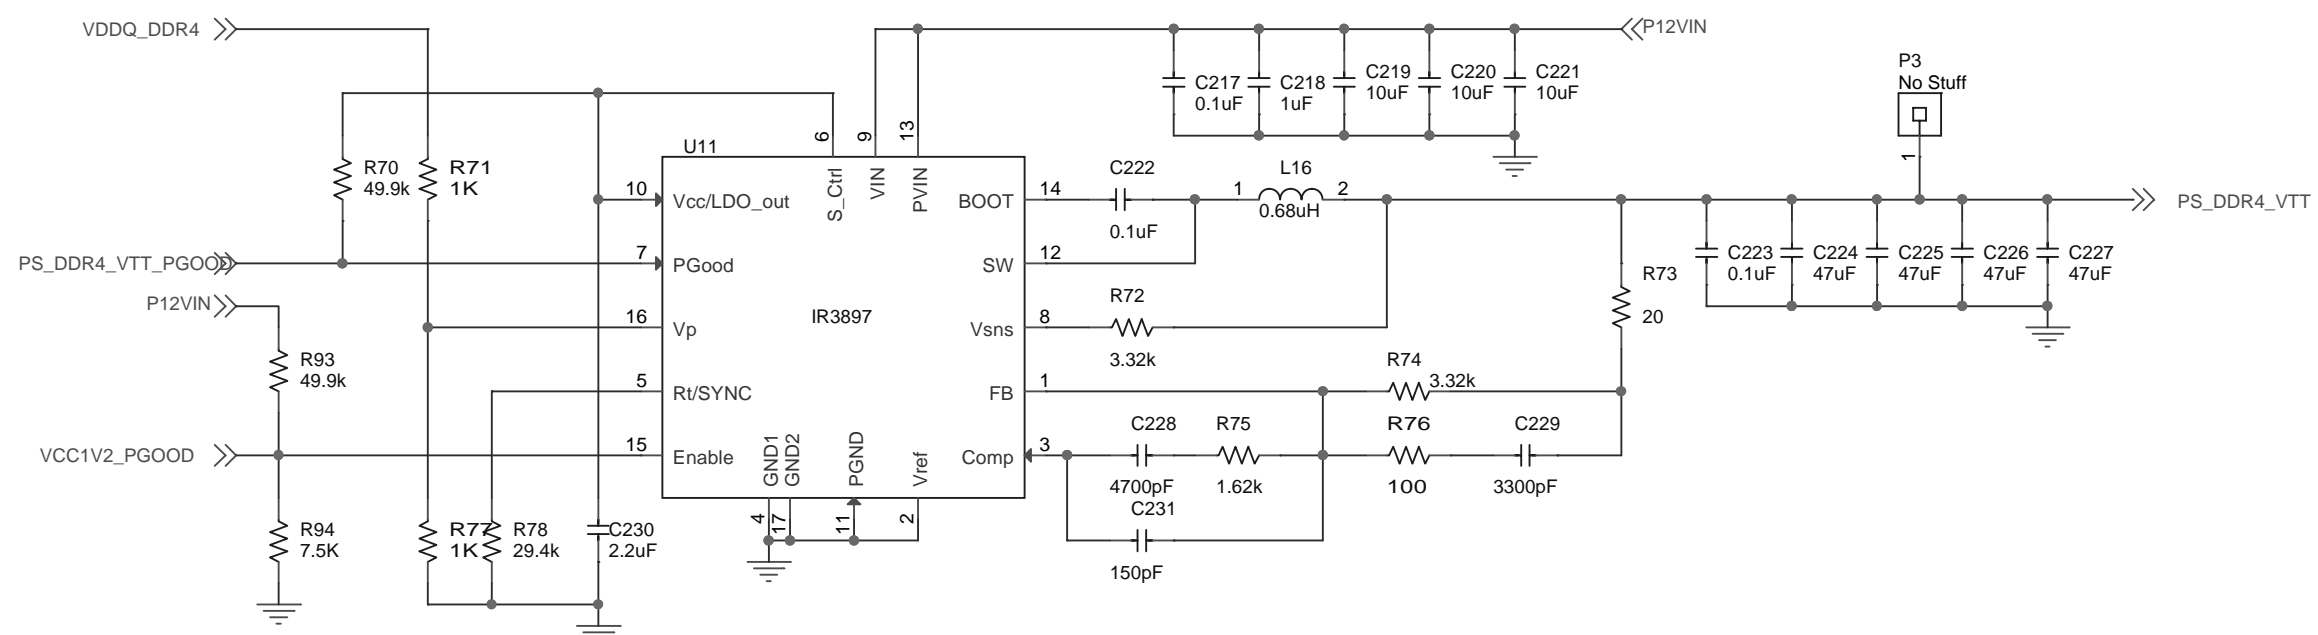 VDDQ_DDR4
P12VIN
P3
No Stuff
C217
0.1uF
C218
1uF
C219
10uF
C220
10uF
C221
10uF
6
9
13
U11
R70
49.9k
R71
1K
10
Vcc/LDO_out
S_Ctrl
VIN
PVIN
BOOT
14
C222
0.1uF
1
L16
2
0.68uH
1
PS_DDR4_VTT
PS_DDR4_VTT_PGOOD
7
PGood
SW
12
C223
0.1uF
C224
47uF
C225
47uF
C226
47uF
C227
47uF
P12VIN
16
Vp
IR3897
Vsns
8
R72
3.32k
R73
20
R93
49.9k
5
Rt/SYNC
FB
1
R74
3.32k
VCC1V2_PGOOD
15
Enable
GND1
GND2
PGND
Vref
Comp
3
C228
4700pF
R75
1.62k
R76
100
C229
3300pF
C231
150pF
4
17
11
2
R94
7.5K
R77
1K
R78
29.4k
C230
2.2uF